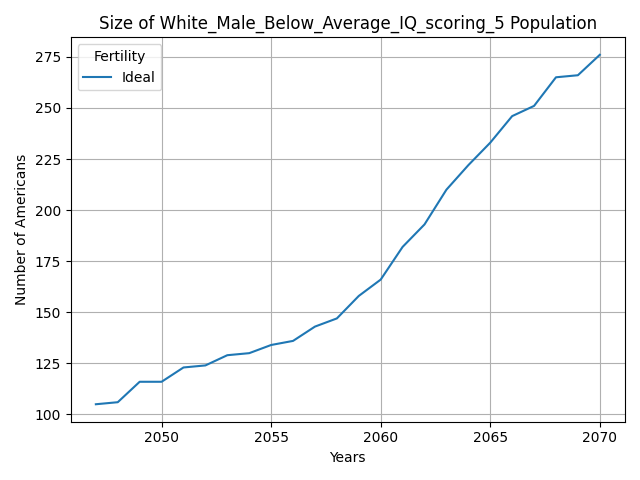 Size of White_Male_Below_Average_IQ_scoring_5 Population
Fertility
Ideal
Number of Americans
275
250
225
200
175
150
125
100
2050 2055 2060 2065 2070
Years